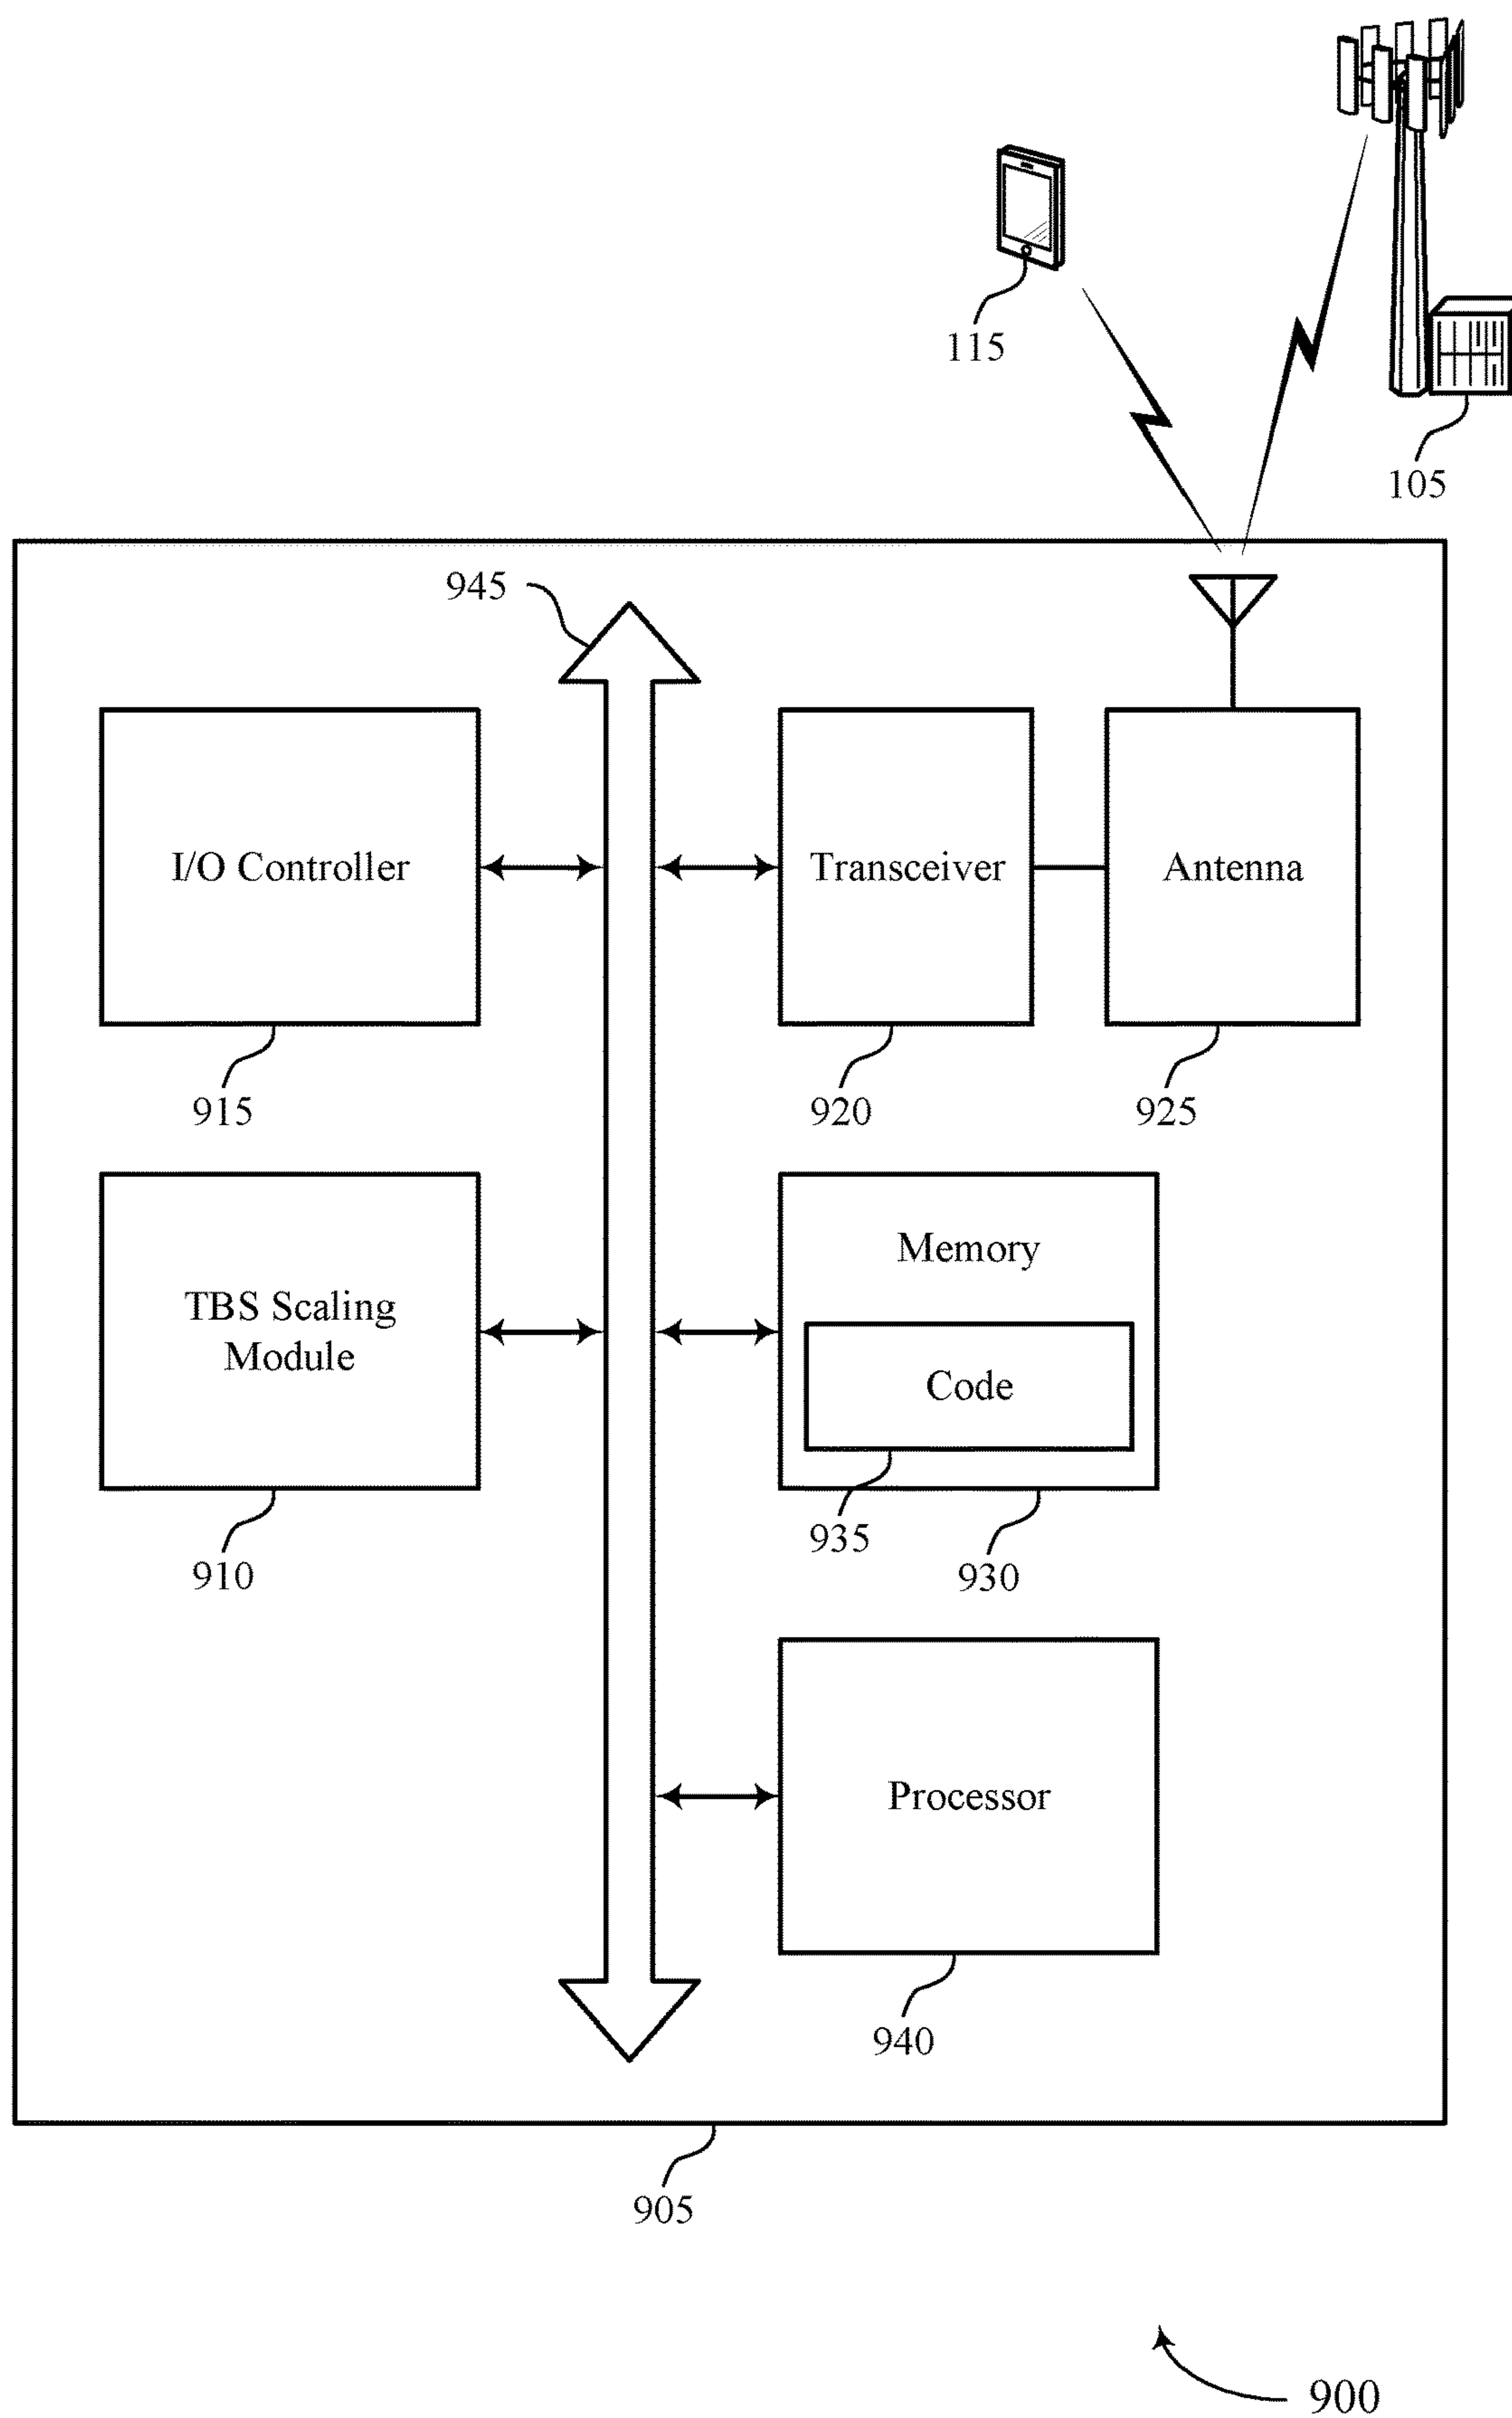 115
105
945
I/O Controller
Transceiver
Antenna
915
920
925
TBS Scaling
Module
Memory
Code
910
935
930
Processor
940
905
900